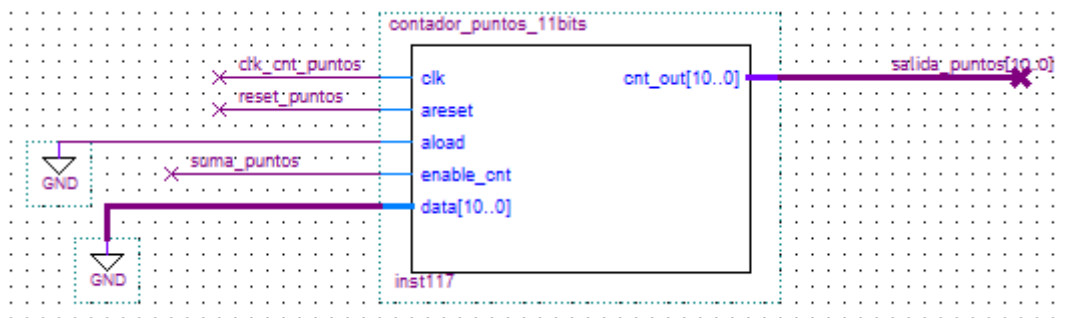 contador_puntos_11bits
clk_cnt_puntos
clk
cnt_out[10..0]
salida_puntos[10..0]
reset_puntos
areset
aload
GND
suma_puntos
enable_cnt
data[10..0]
GND
inst117